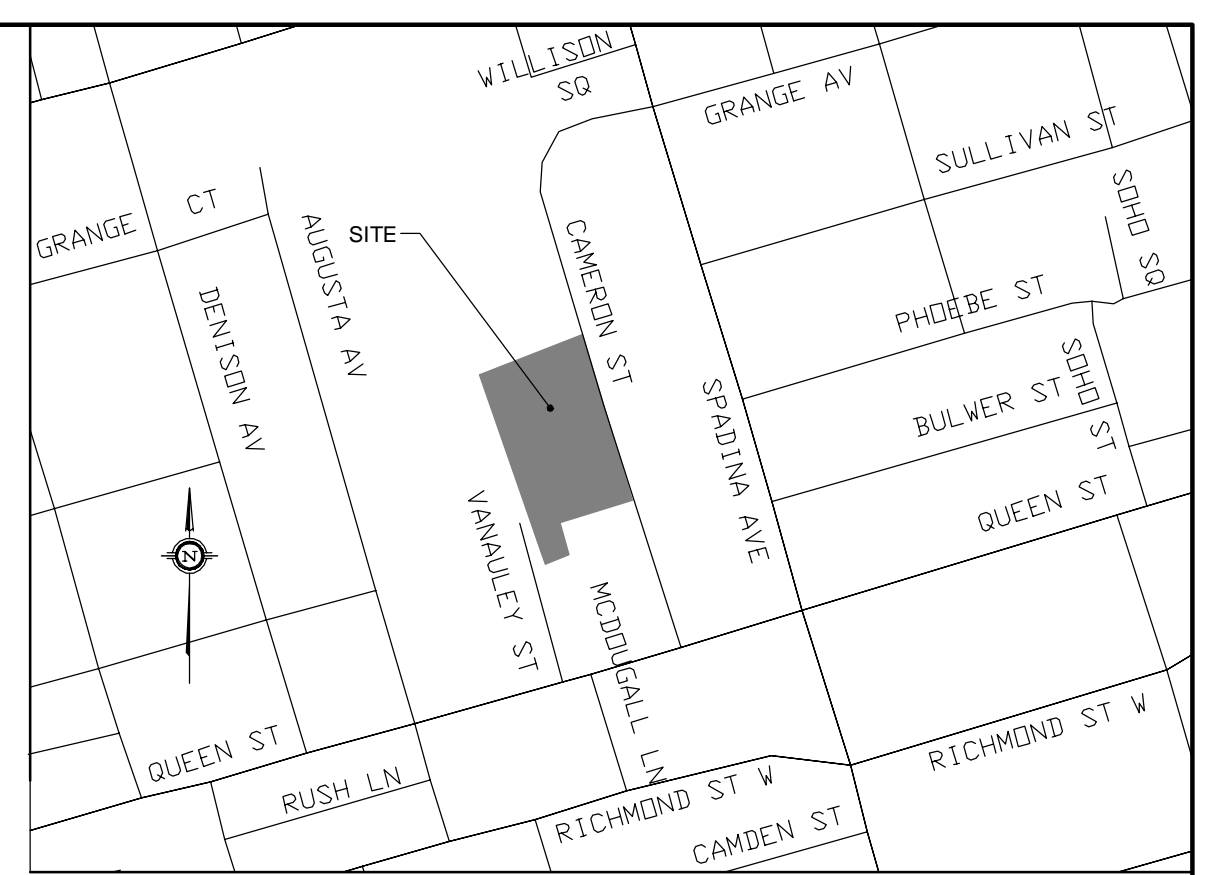 WILLISON
SQ
GRANGE AV
SULLIVAN ST
SOHO SQ
GRANGE CT
SITE
AUGUSTA AV
CAMERON ST
DENISON AV
PHOEBE ST
SOHO ST
BULWER ST
SPADINA AVE
QUEEN ST
VANAULEY ST
N
MCDOUGALL LN
QUEEN ST
RUSH LN
RICHMOND ST W
RICHMOND ST W
CAMDEN ST